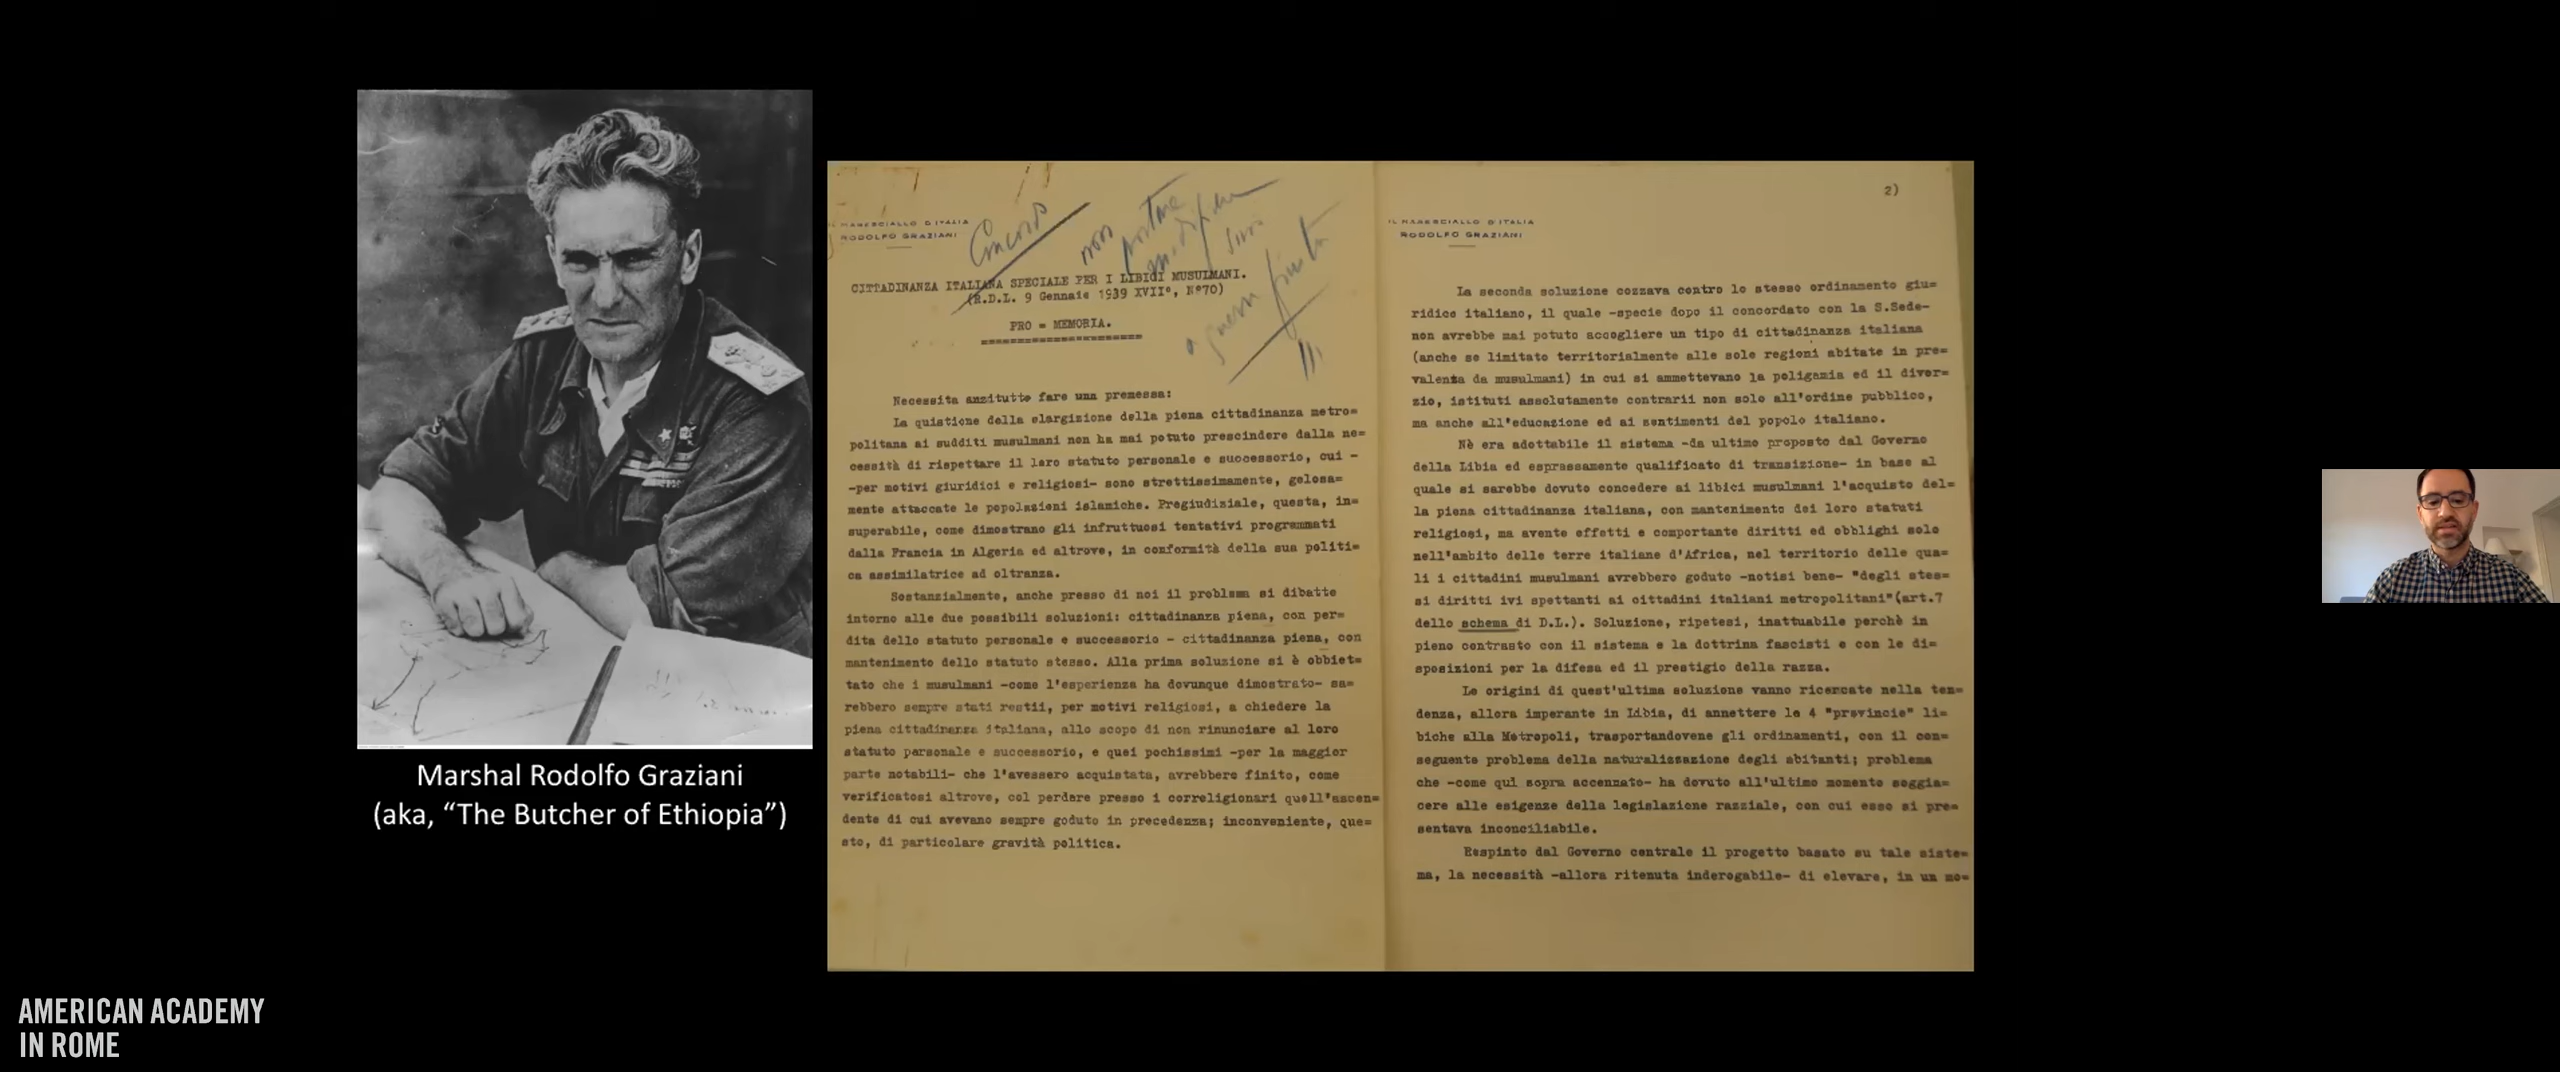 Marshal Rodolfo Graziani
(aka, “The Butcher of Ethiopia”)
IL MARESCIALLO D'ITALIA
RODOLFO GRAZIANI
Concordo
non
CITTADINANZA ITALIANA SPECIALE PER I LIBICI MUSULMANI.
(R.D.L. 9 Gennaio 1939 XVII°, N°70)
PRO = MEMORIA.
Necessita anzitutto fare una premessa:
La quistione della elargizione della piena cittadinanza metro=
politana ai sudditi musulmani non ha mai potuto prescindere dalla ne=
cessità di rispettare il loro statuto personale e successorio, cui -
-per motivi giuridici e religiosi- sono strettissimamente, gelosa=
mente attaccate le popolazioni islamiche. Pregiudiziale, questa, in=
superabile, come dimostrano gli infruttuosi tentativi programmati
dalla Francia in Algeria ed altrove, in conformità della sua politi=
ca assimilatrice ad oltranza.
Sostanzialmente, anche presso di noi il problema si dibatte
intorno alle due possibili soluzioni: cittadinanza piena, con per=
dita dello statuto personale e successorio - cittadinanza piena, con
mantenimento dello statuto stesso. Alla prima soluzione si è obbiet=
tato che i musulmani -come l'esperienza ha dovunque dimostrato- sa=
rebbero sempre stati restii, per motivi religiosi, a chiedere la
piena cittadinanza italiana, allo scopo di non rinunciare al loro
statuto personale e successorio, e quei pochissimi -per la maggior
parte notabili- che l'avessero acquistata, avrebbero finito, come
verificatosi altrove, col perdere presso i correligionari quell'ascen=
dente di cui avevano sempre goduto in precedenza; inconveniente, que=
sto, di particolare gravità politica.
2)
IL MARESCIALLO D'ITALIA
RODOLFO GRAZIANI
La seconda soluzione cozzava contro lo stesso ordinamento giu=
ridico italiano, il quale -specie dopo il concordato con la S.Sede-
non avrebbe mai potuto accogliere un tipo di cittadinanza italiana
(anche se limitato territorialmente alle sole regioni abitate in pre=
valenza da musulmani) in cui si ammettevano la poligamia ed il divor=
zio, istituti assolutamente contrarii non solo all'ordine pubblico,
ma anche all'educazione ed ai sentimenti del popolo italiano.
Nè era adottabile il sistema -da ultimo proposto dal Governo
della Libia ed espressamente qualificato di transizione- in base al
quale si sarebbe dovuto concedere ai libici musulmani l'acquisto del=
la piena cittadinanza italiana, con mantenimento dei loro statuti
religiosi, ma avente effetti e comportante diritti ed obblighi solo
nell'ambito delle terre italiane d'Africa, nel territorio delle qua=
li i cittadini musulmani avrebbero goduto -notisi bene- "degli stes=
si diritti ivi spettanti ai cittadini italiani metropolitani"(art.7
dello schema di D.L.). Soluzione, ripetesi, inattuabile perchè in
pieno contrasto con il sistema e la dottrina fascisti e con le di=
sposizioni per la difesa ed il prestigio della razza.
Le origini di quest'ultima soluzione vanno ricercate nella ten=
denza, allora imperante in Libia, di annettere le 4 "provincie" li=
biche alla Metropoli, trasportandovene gli ordinamenti, con il con=
seguente problema della naturalizzazione degli abitanti; problema
che -come quì sopra accennato- ha dovuto all'ultimo momento soggia=
cere alle esigenze della legislazione razziale, con cui esso si pre=
sentava inconciliabile.
Respinto dal Governo centrale il progetto basato su tale siste=
ma, la necessità -allora ritenuta inderogabile- di elevare, in un mo=
AMERICAN ACADEMY
IN ROME